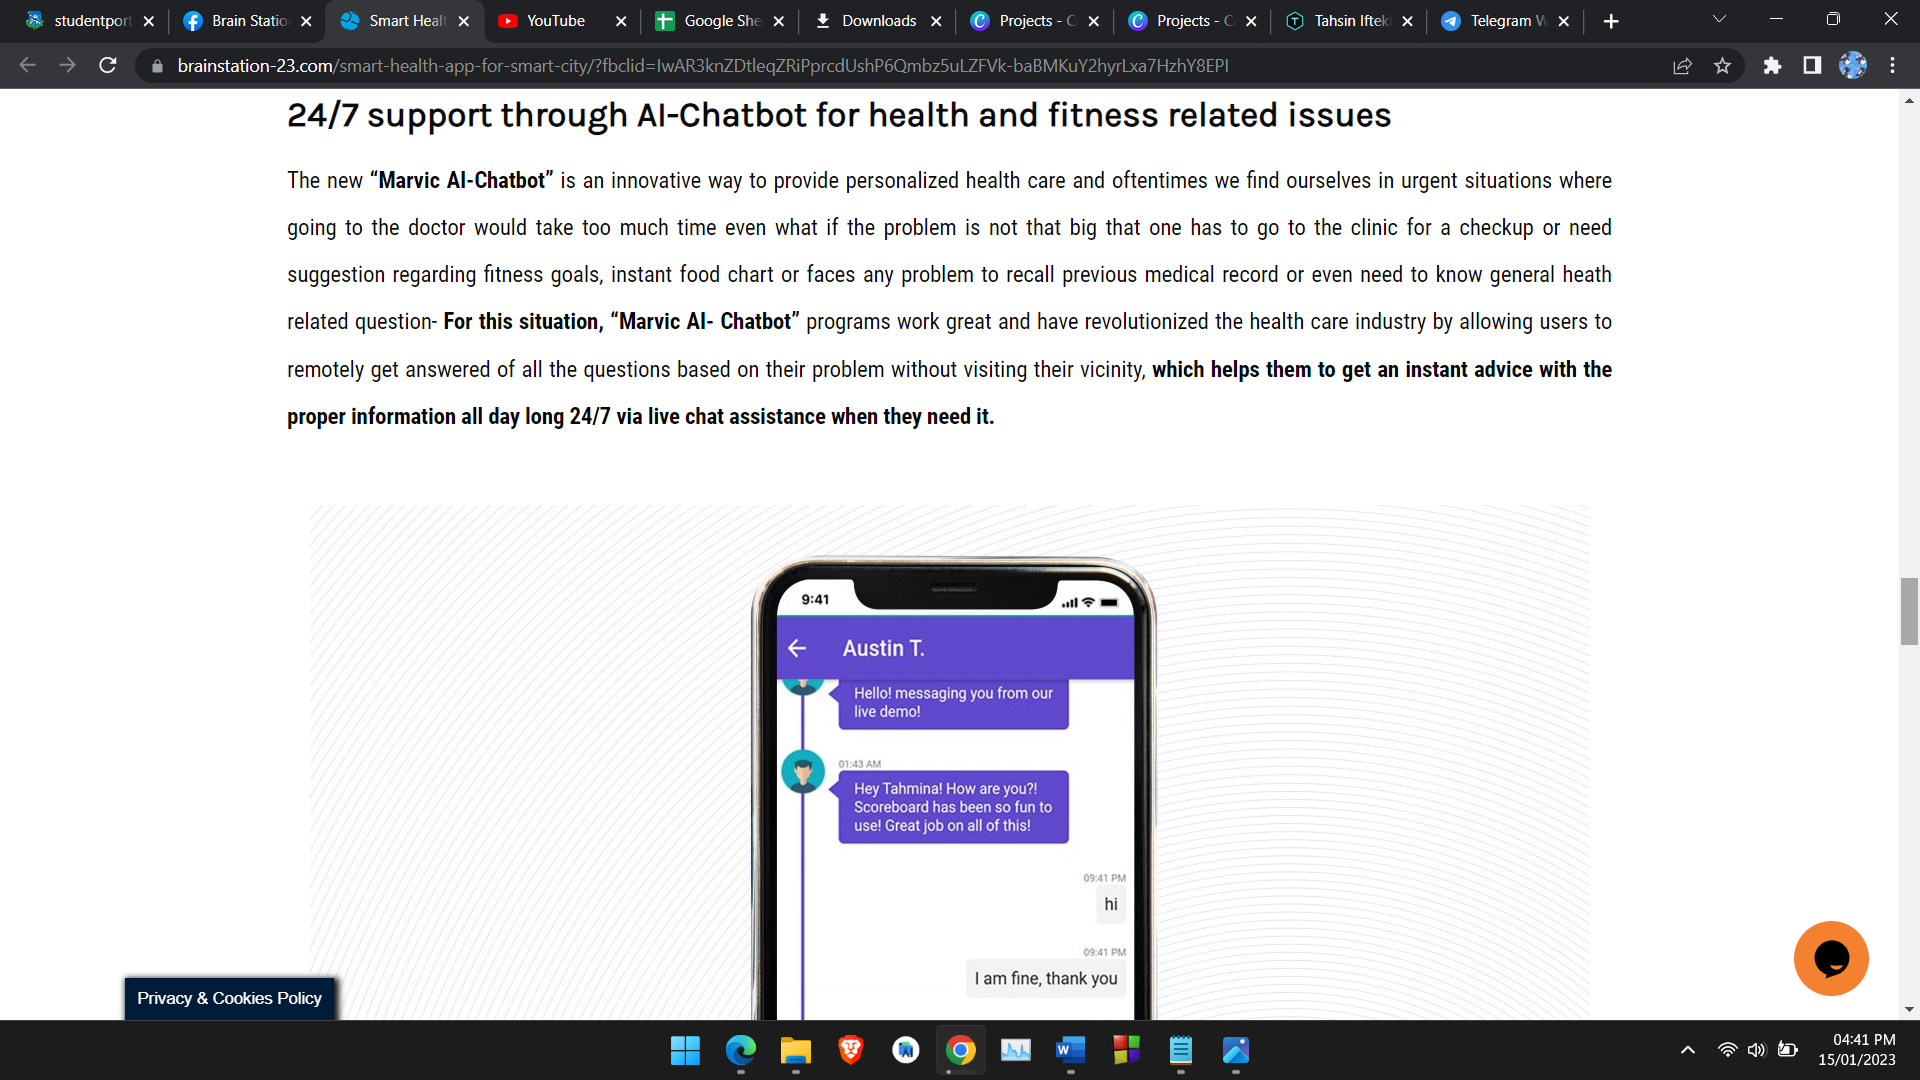 studentport
Brain Statio
Smart Healt
YouTube
Google She
Downloads
Projects - C
Projects - C
Tahsin Iftek
Telegram W
brainstation-23.com/smart-health-app-for-smart-city/?fbclid=IwAR3knZDtleqZRiPprcdUshP6Qmbz5uLZFVk-baBMKuY2hyrLxa7HzhY8EPI
24/7 support through AI-Chatbot for health and fitness related issues
The new “Marvic AI-Chatbot” is an innovative way to provide personalized health care and oftentimes we find ourselves in urgent situations where
going to the doctor would take too much time even what if the problem is not that big that one has to go to the clinic for a checkup or need
suggestion regarding fitness goals, instant food chart or faces any problem to recall previous medical record or even need to know general heath
related question- For this situation, “Marvic AI- Chatbot” programs work great and have revolutionized the health care industry by allowing users to
remotely get answered of all the questions based on their problem without visiting their vicinity, which helps them to get an instant advice with the
proper information all day long 24/7 via live chat assistance when they need it.
9:41
Austin T.
Hello! messaging you from our
live demo!
01:43 AM
Hey Tahmina! How are you?!
Scoreboard has been so fun to
use! Great job on all of this!
09:41 PM
hi
09:41 PM
I am fine, thank you
Privacy & Cookies Policy
04:41 PM
15/01/2023